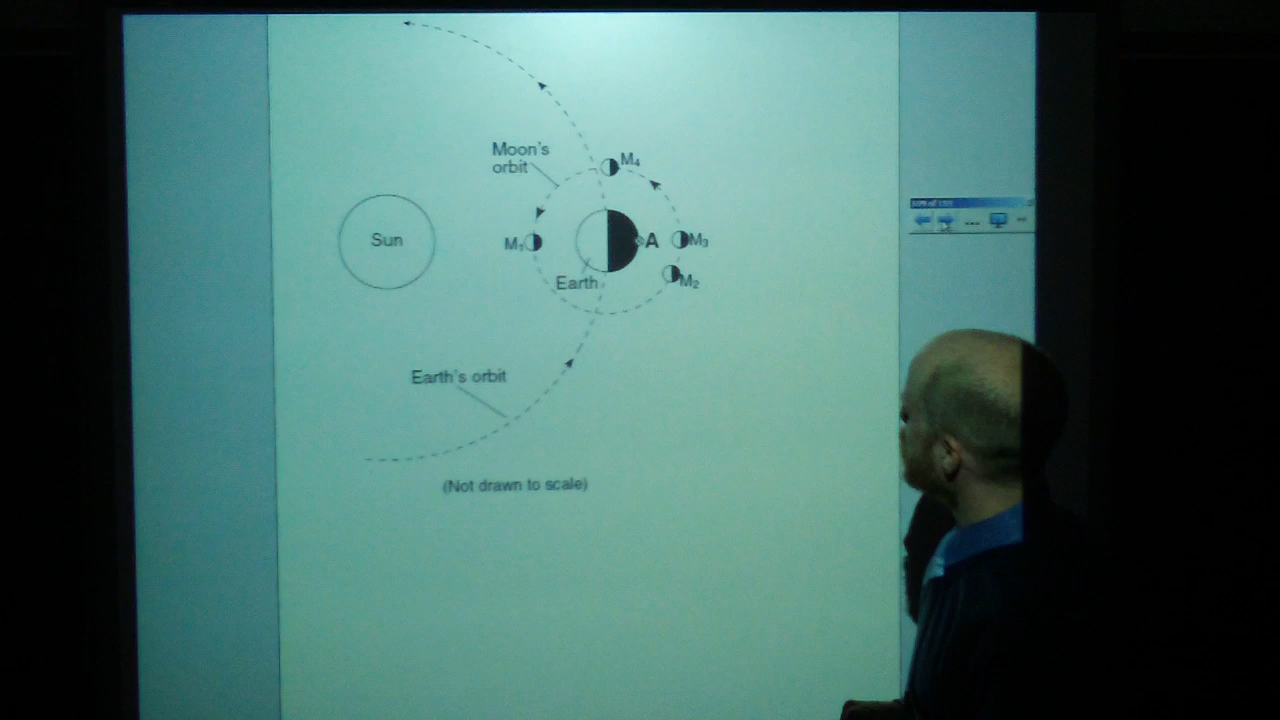 Moon's
orbit
M₄
Sun
M₁
A
M₃
Earth
M₂
Earth's orbit
(Not drawn to scale)